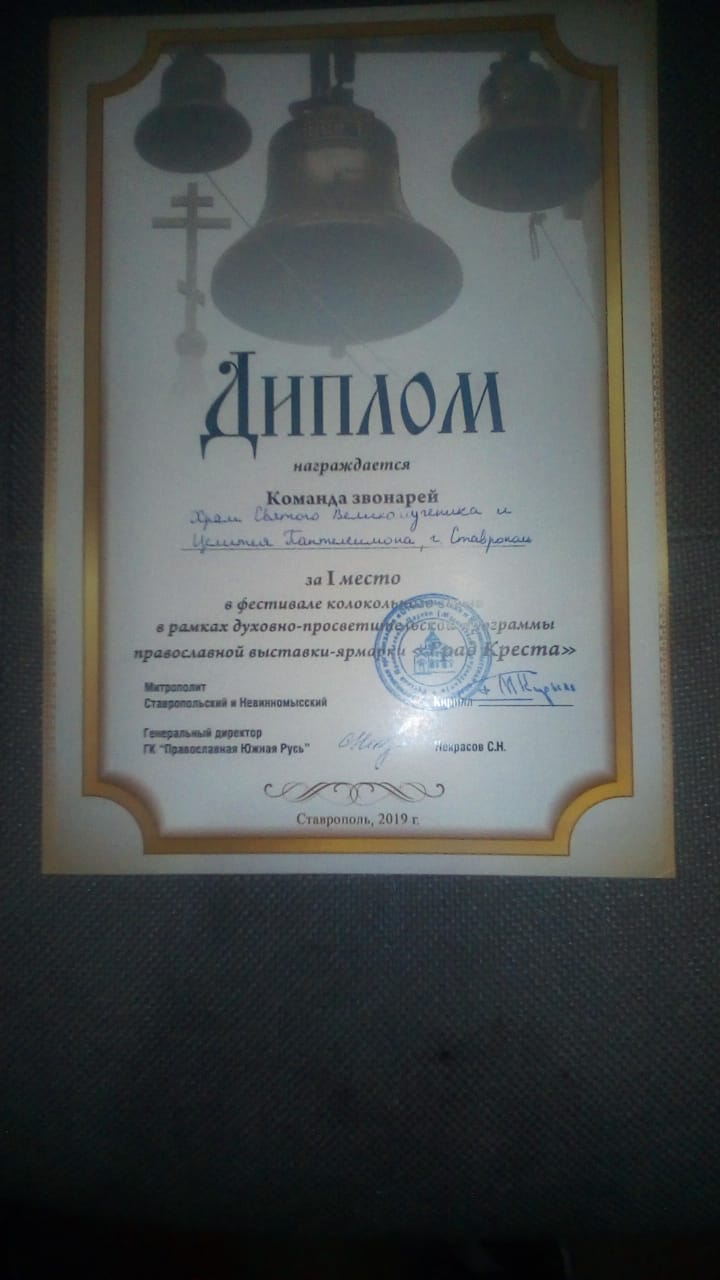 Диплом
награждается
Команда звонарей
Храм Святого Великомученика и
Целителя Пантелеимона, г. Ставрополь
за I место
в фестивале колокольного
в рамках духовно-просветительской программы
православной выставки-ярмарки «Град Креста»
Митрополит
Ставропольский и Невинномысский
Кирилл
Генеральный директор
ГК "Православная Южная Русь"
Некрасов С.Н.
Ставрополь, 2019 г.